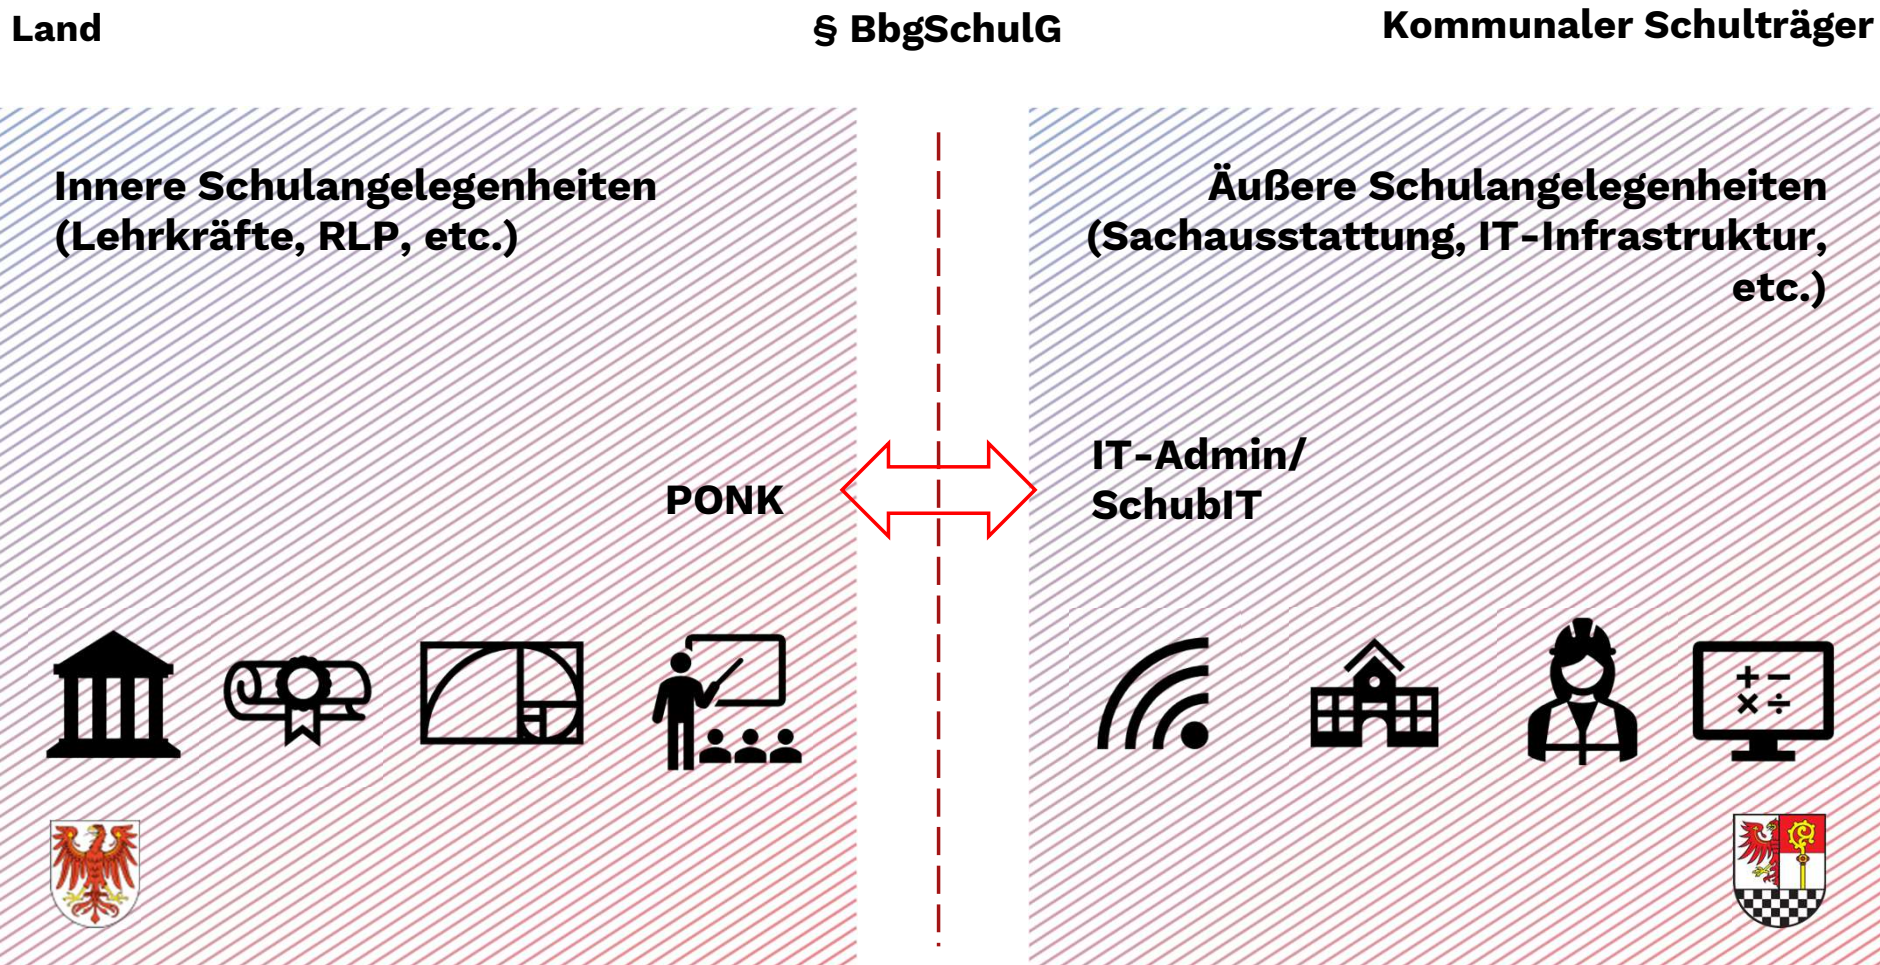 Land
§ BbgSchulG
Kommunaler Schulträger
Innere Schulangelegenheiten
(Lehrkräfte, RLP, etc.)
Äußere Schulangelegenheiten
(Sachausstattung, IT-Infrastruktur,
etc.)
PONK
IT-Admin/
SchubIT